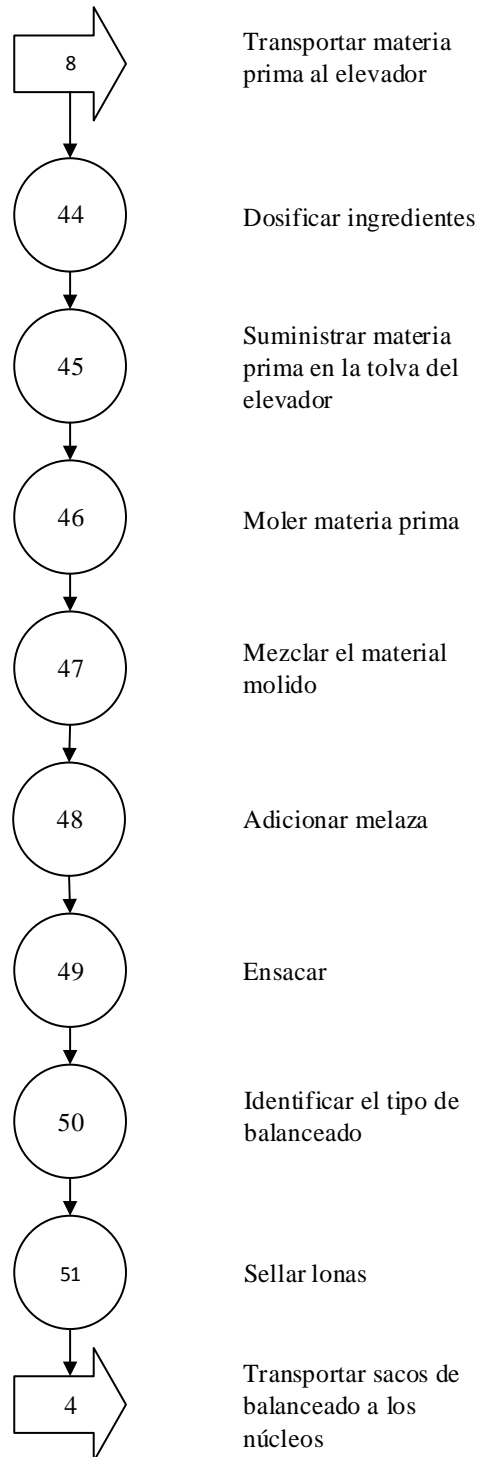 8
Transportar materia
prima al elevador
44
Dosificar ingredientes
45
Suministrar materia
prima en la tolva del
elevador
46
Moler materia prima
47
Mezclar el material
molido
48
Adicionar melaza
49
Ensacar
50
Identificar el tipo de
balanceado
51
Sellar lonas
4
Transportar sacos de
balanceado a los
núcleos